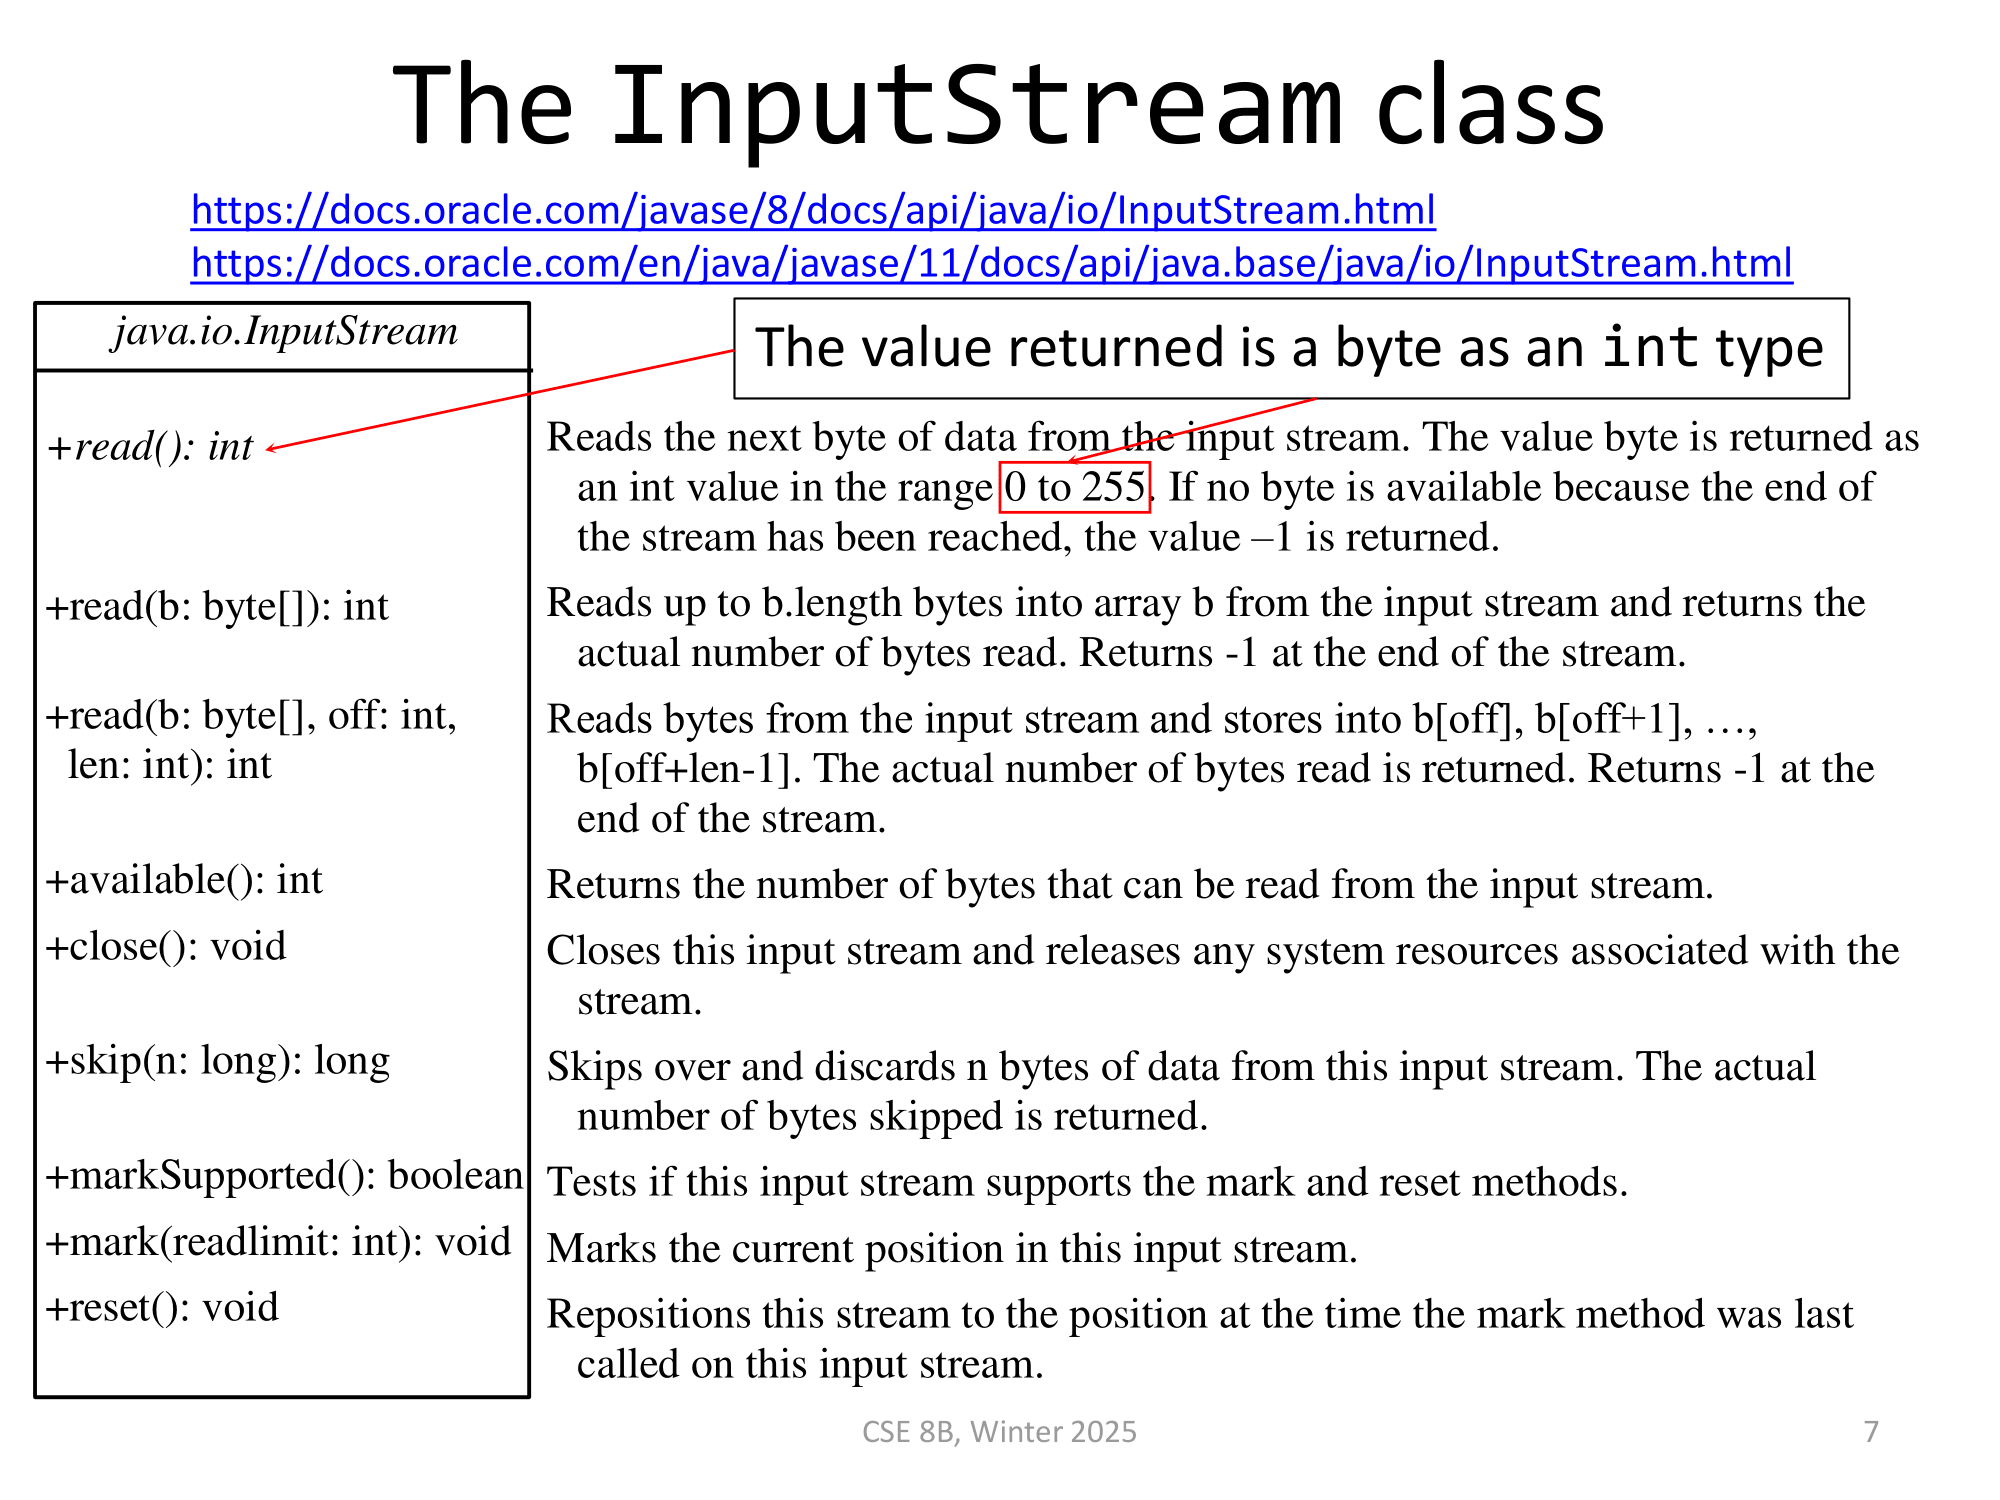 The InputStream class
https://docs.oracle.com/javase/8/docs/api/java/io/InputStream.html
https://docs.oracle.com/en/java/javase/11/docs/api/java.base/java/io/InputStream.html
java.io.InputStream
The value returned is a byte as an int type
+read(): int
Reads the next byte of data from the input stream. The value byte is returned as
an int value in the range 0 to 255. If no byte is available because the end of
the stream has been reached, the value –1 is returned.
+read(b: byte[]): int
Reads up to b.length bytes into array b from the input stream and returns the
actual number of bytes read. Returns -1 at the end of the stream.
+read(b: byte[], off: int,
len: int): int
Reads bytes from the input stream and stores into b[off], b[off+1], …,
b[off+len-1]. The actual number of bytes read is returned. Returns -1 at the
end of the stream.
+available(): int
Returns the number of bytes that can be read from the input stream.
+close(): void
Closes this input stream and releases any system resources associated with the
stream.
+skip(n: long): long
Skips over and discards n bytes of data from this input stream. The actual
number of bytes skipped is returned.
+markSupported(): boolean
Tests if this input stream supports the mark and reset methods.
+mark(readlimit: int): void
Marks the current position in this input stream.
+reset(): void
Repositions this stream to the position at the time the mark method was last
called on this input stream.
CSE 8B, Winter 2025
7